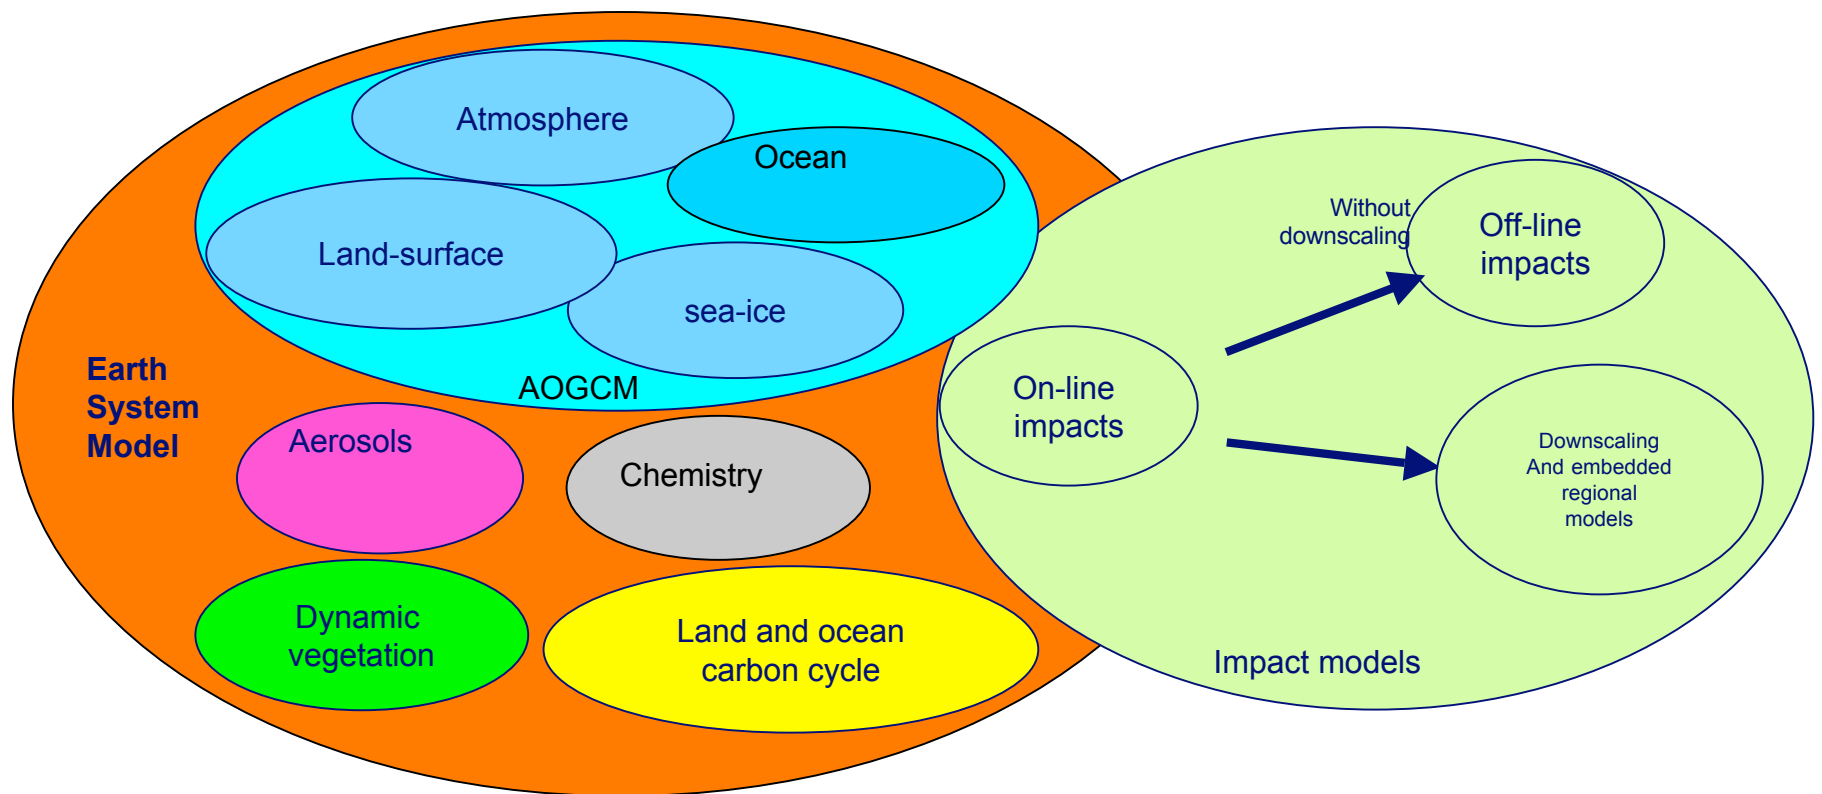 Atmosphere
Ocean
Land-surface
sea-ice
AOGCM
Earth
System
Model
Aerosols
Chemistry
Dynamic
vegetation
Land and ocean
carbon cycle
Without
downscaling
Off-line
impacts
On-line
impacts
Downscaling
And embedded
regional
models
Impact models